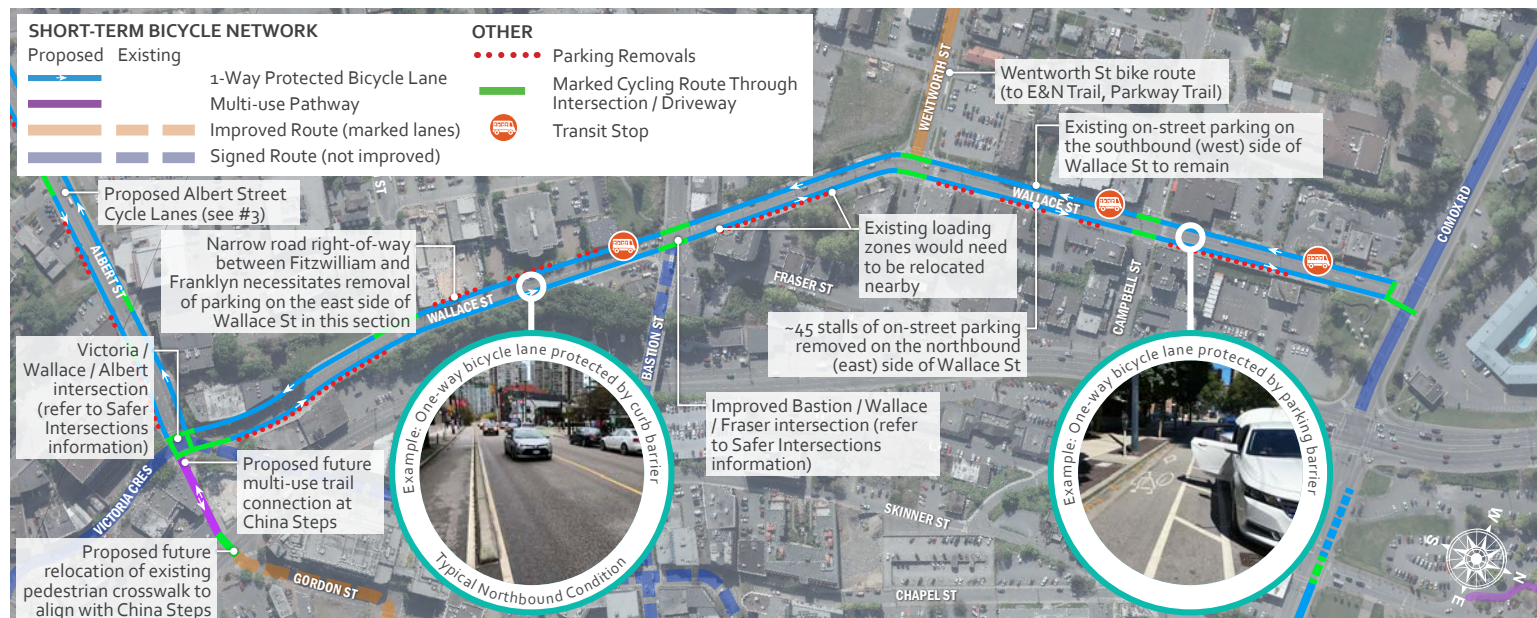 SHORT-TERM BICYCLE NETWORK
Proposed Existing
1-Way Protected Bicycle Lane
Multi-use Pathway
Improved Route (marked lanes)
Signed Route (not improved)
OTHER
Parking Removals
Marked Cycling Route Through
Intersection / Driveway
Transit Stop
WENTWORTH ST
Wentworth St bike route
(to E&N Trail, Parkway Trail)
Existing on-street parking on
the southbound (west) side of
Wallace St to remain
COMOX RD
Proposed Albert Street
Cycle Lanes (see #3)
ST
ALBERT ST
Narrow road right-of-way
between Fitzwilliam and
Franklyn necessitates removal
of parking on the east side of
Wallace St in this section
WALLACE ST
WALLACE ST
Existing loading
zones would need
to be relocated
nearby
FRASER ST
BASTION ST
CAMPBELL ST
~45 stalls of on-street parking
removed on the northbound
(east) side of Wallace St
Victoria /
Wallace / Albert
intersection
(refer to Safer
Intersections
information)
VICTORIA CRES
Proposed future
multi-use trail
connection at
China Steps
Proposed future
relocation of existing
pedestrian crosswalk to
align with China Steps
GORDON ST
Example: One-way bicycle lane protected by curb barrier
Typical Northbound Condition
Improved Bastion / Wallace
/ Fraser intersection (refer
to Safer Intersections
information)
SKINNER ST
CHAPEL ST
Example: One-way bicycle lane protected by parking barrier
W
S
N
E